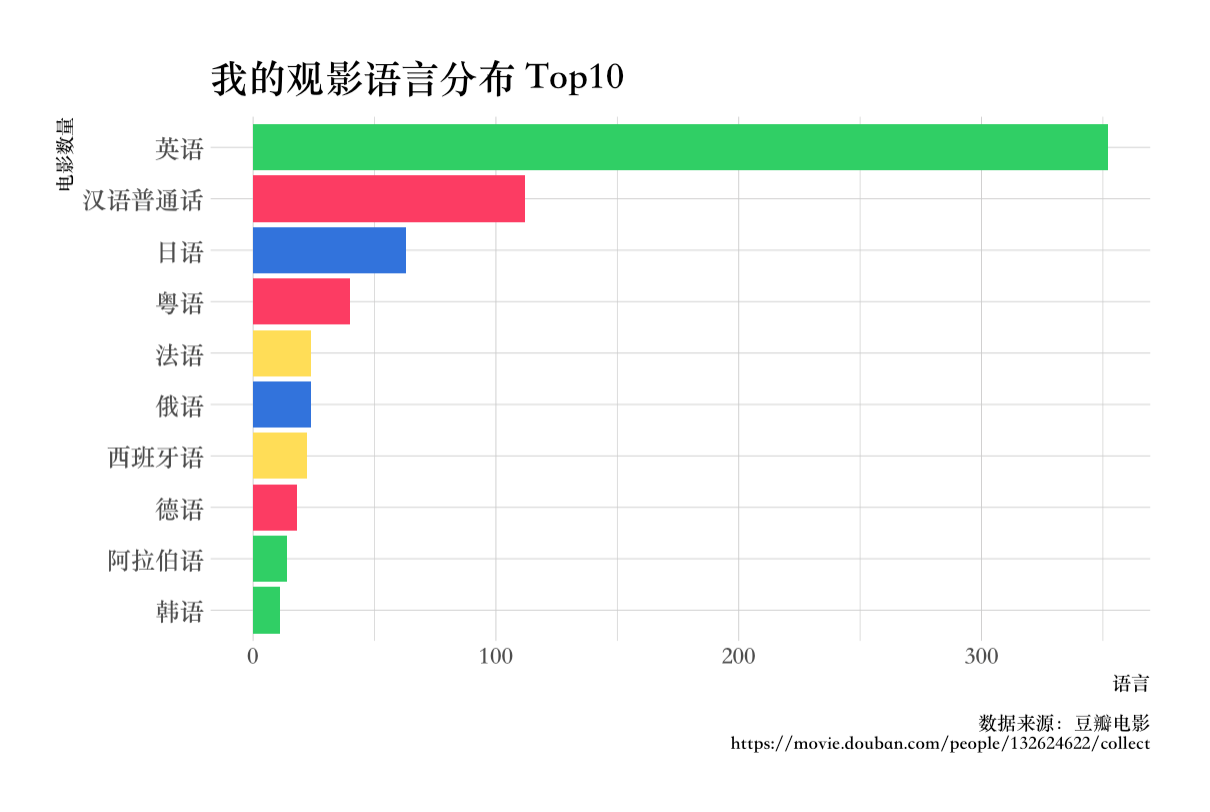 我的观影语言分布 Top10
电影数量
英语
汉语普通话
日语
粤语
法语
俄语
西班牙语
德语
阿拉伯语
韩语
0 100 200 300
语言
数据来源：豆瓣电影
https://movie.douban.com/people/132624622/collect